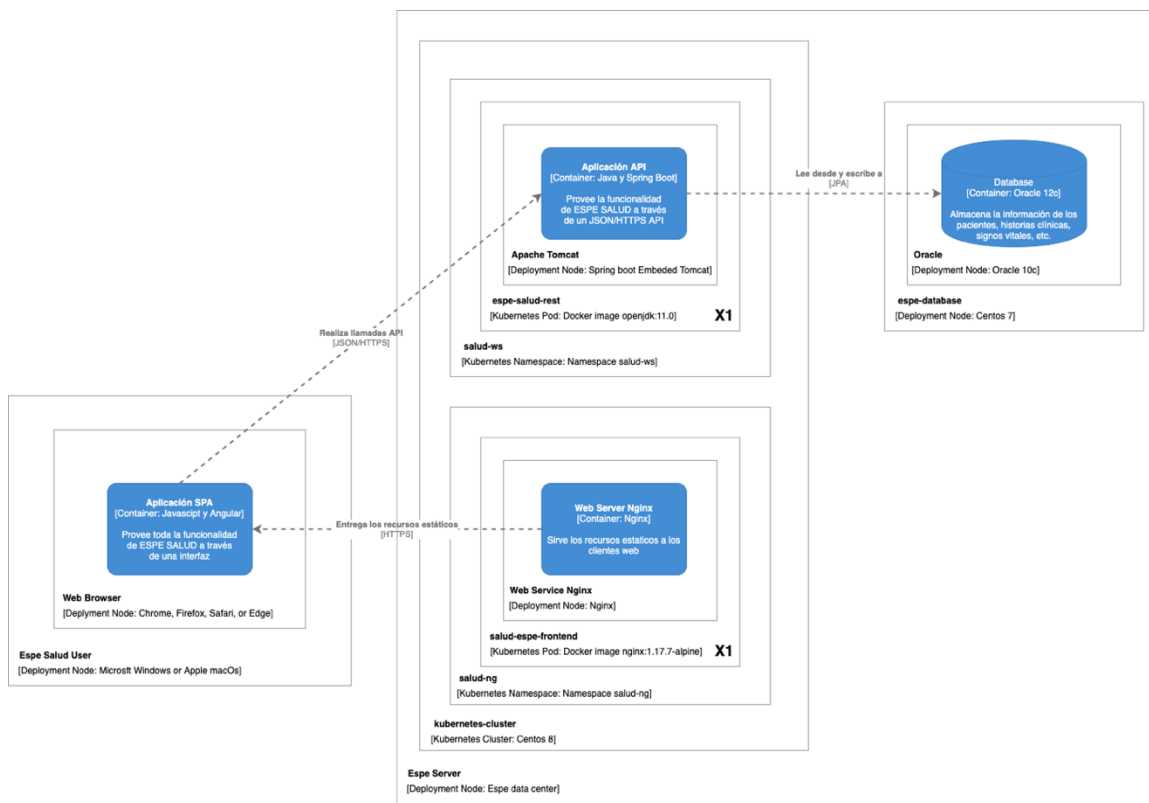 Aplicación API
[Container: Java y Spring Boot]
Provee la funcionalidad
de ESPE SALUD a través
de un JSON/HTTPS API
Apache Tomcat
[Deployment Node: Spring boot Embeded Tomcat]
espe-salud-rest
[Kubernetes Pod: Docker image openjdk:11.0]
X1
salud-ws
[Kubernetes Namespace: Namespace salud-ws]
Lee desde y escribe a
[JPA]
Database
[Container: Oracle 12c]
Almacena la información de los
pacientes, historias clínicas,
signos vitales, etc.
Oracle
[Deployment Node: Oracle 10c]
espe-database
[Deployment Node: Centos 7]
Realiza llamadas API
[JSON/HTTPS]
Aplicación SPA
[Container: Javascipt y Angular]
Provee toda la funcionalidad
de ESPE SALUD a través
de una interfaz
Web Browser
[Deplyment Node: Chrome, Firefox, Safari, or Edge]
Espe Salud User
[Deployment Node: Microsft Windows or Apple macOs]
Entrega los recursos estáticos
[HTTPS]
Web Server Nginx
[Container: Nginx]
Sirve los recursos estaticos a los
clientes web
Web Service Nginx
[Deployment Node: Nginx]
salud-espe-frontend
[Kubernetes Pod: Docker image nginx:1.17.7-alpine]
X1
salud-ng
[Kubernetes Namespace: Namespace salud-ng]
kubernetes-cluster
[Kubernetes Cluster: Centos 8]
Espe Server
[Deployment Node: Espe data center]